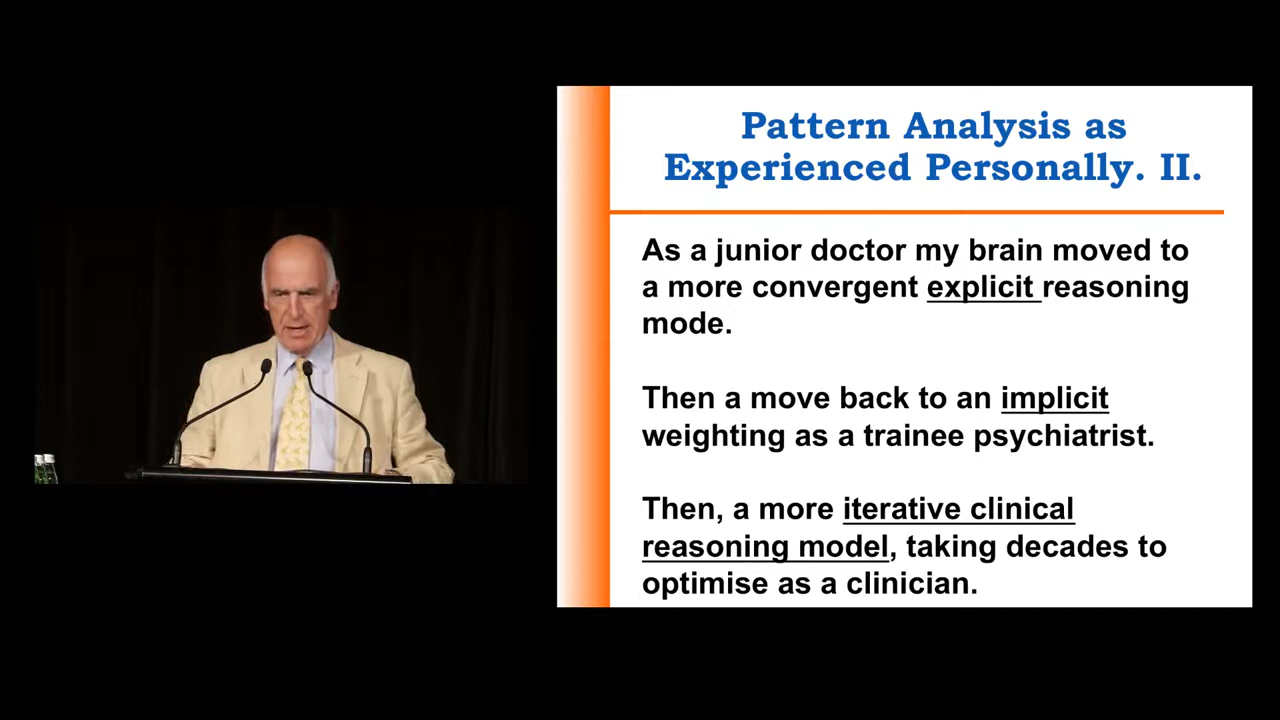 Pattern Analysis as
Experienced Personally. II.
As a junior doctor my brain moved to
a more convergent explicit reasoning
mode.
Then a move back to an implicit
weighting as a trainee psychiatrist.
Then, a more iterative clinical
reasoning model, taking decades to
optimise as a clinician.